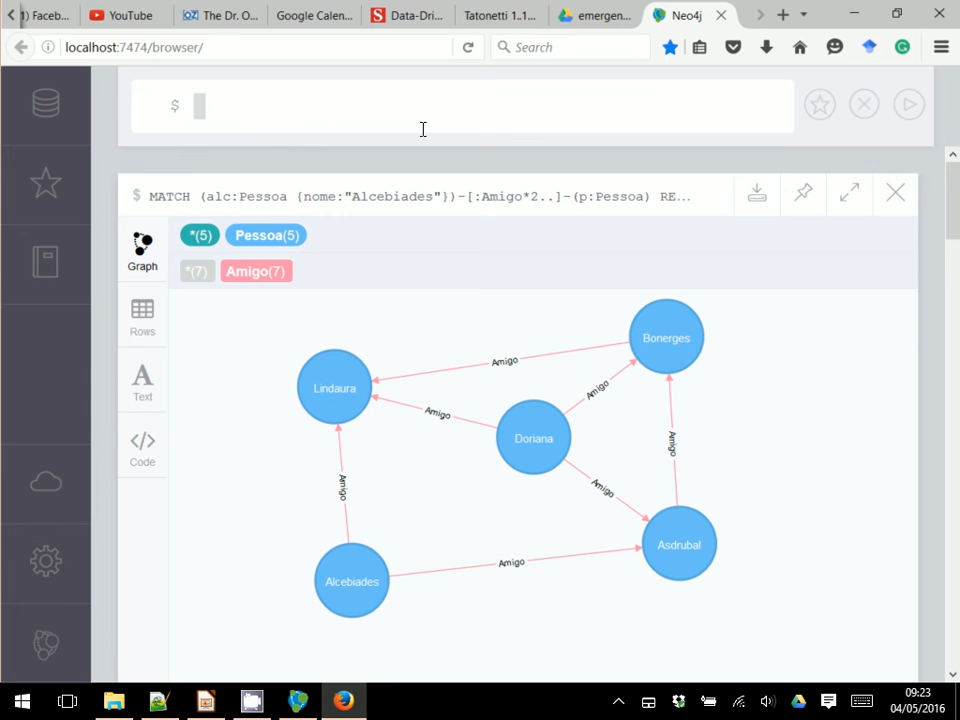 1) Faceb...
YouTube
The Dr. O...
Google Calen...
Data-Dri...
Tatonetti 1..1...
emergen...
Neo4j
localhost:7474/browser/
Search
$
$ MATCH (alc:Pessoa {nome:"Alcebiades"})-[:Amigo*2..]-(p:Pessoa) RE...
*(5) Pessoa(5)
*(7) Amigo(7)
Graph
Rows
Text
Code
Bonerges
Amigo
Lindaura
Amigo
Amigo
Doriana
Amigo
Amigo
Amigo
Asdrubal
Amigo
Alcebiades
09:23
04/05/2016